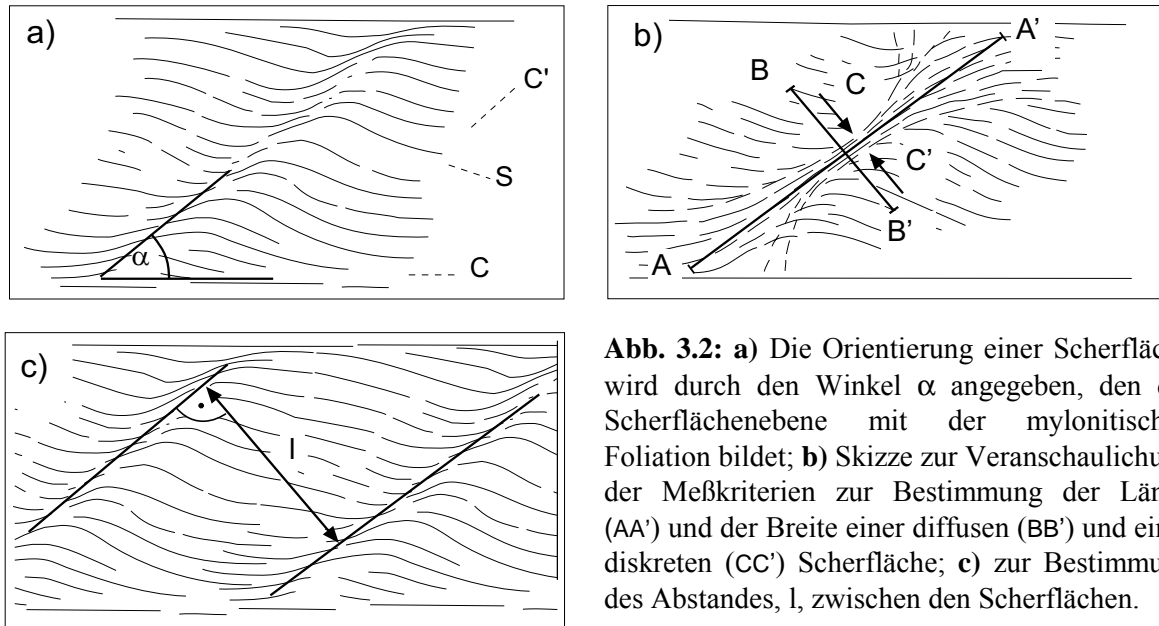 a)
C'
S
C
α
b)
A’
B
C
C’
B’
A
c)
l
Abb. 3.2: a) Die Orientierung einer Scherfläch
wird durch den Winkel α angegeben, den d
Scherflächenebene mit der mylonitisch
Foliation bildet; b) Skizze zur Veranschaulichu
der Meßkriterien zur Bestimmung der Län
(AA’) und der Breite einer diffusen (BB’) und ein
diskreten (CC’) Scherfläche; c) zur Bestimmu
des Abstandes, l, zwischen den Scherflächen.